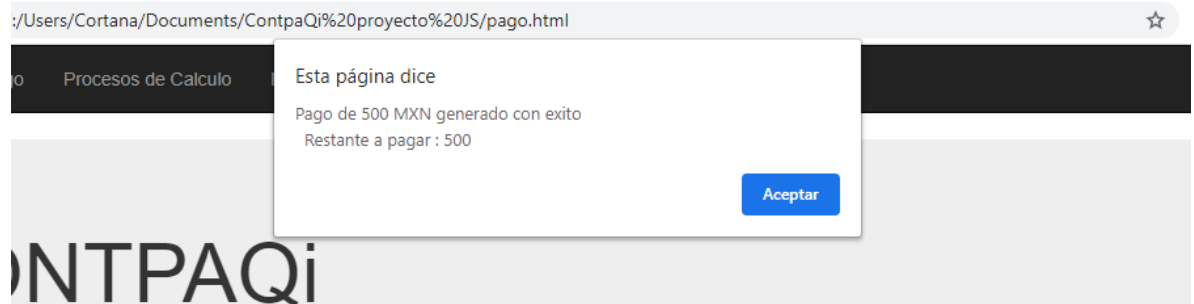 :/Users/Cortana/Documents/ContpaQi%20proyecto%20JS/pago.html
Procesos de Calculo
Esta página dice
Pago de 500 MXN generado con exito
Restante a pagar : 500
Aceptar
ONTPAQi